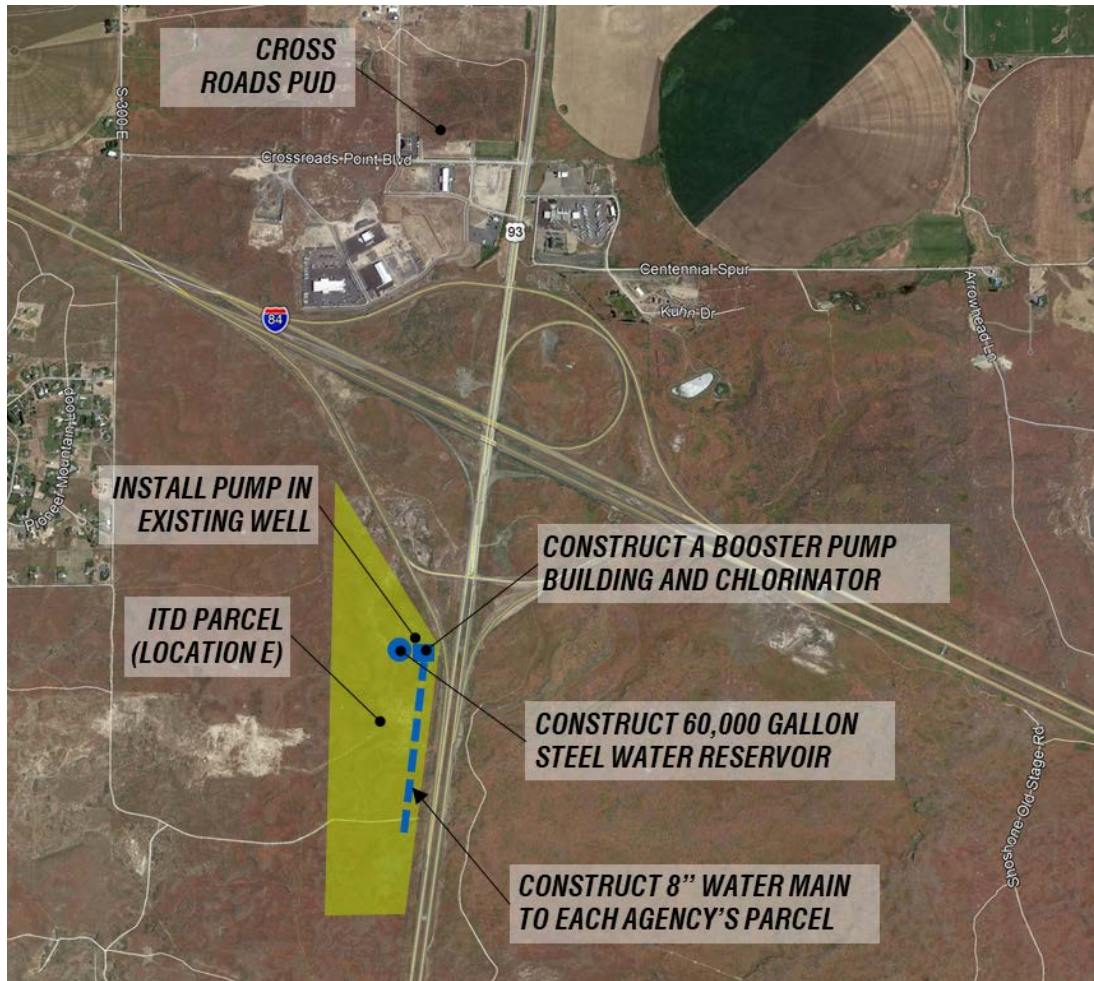 CROSS
ROADS PUD
S 300 E
Crossroads Point Blvd
93
Centennial Spur
Kuhn Dr
Arrowhead Ln
84
Pioneer Mountain Loop
INSTALL PUMP IN
EXISTING WELL
CONSTRUCT A BOOSTER PUMP
BUILDING AND CHLORINATOR
ITD PARCEL
(LOCATION E)
CONSTRUCT 60,000 GALLON
STEEL WATER RESERVOIR
Shoshone Old-Stage-Rd
CONSTRUCT 8” WATER MAIN
TO EACH AGENCY’S PARCEL